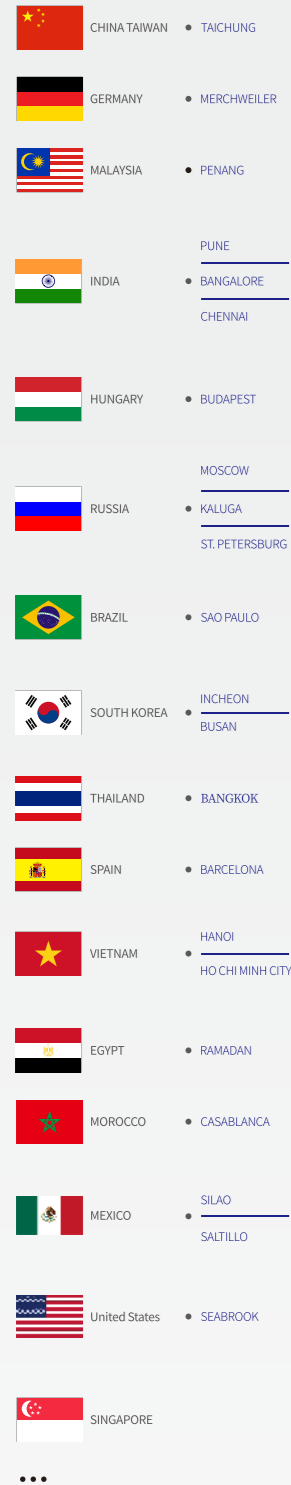 CHINA TAIWAN • TAICHUNG
GERMANY • MERCHWEILER
MALAYSIA • PENANG
PUNE
INDIA • BANGALORE
CHENNAI
HUNGARY • BUDAPEST
MOSCOW
RUSSIA • KALUGA
ST. PETERSBURG
BRAZIL • SAO PAULO
INCHEON
SOUTH KOREA •
BUSAN
THAILAND • BANGKOK
SPAIN • BARCELONA
HANOI
VIETNAM •
HO CHI MINH CITY
EGYPT • RAMADAN
MOROCCO • CASABLANCA
SILAO
MEXICO •
SALTILLO
United States • SEABROOK
SINGAPORE
•••